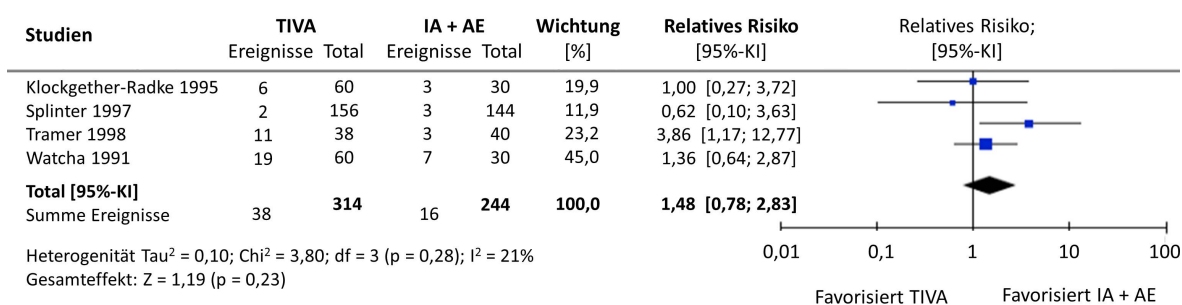 Studien TIVA IA + AE Wichtung Relatives Risiko Relatives Risiko;
Ereignisse Total Ereignisse Total [%] [95%-KI] [95%-KI]
Klockgether-Radke 1995 6 60 3 30 19,9 1,00 [0,27; 3,72]
Splinter 1997 2 156 3 144 11,9 0,62 [0,10; 3,63]
Tramer 1998 11 38 3 40 23,2 3,86 [1,17; 12,77]
Watcha 1991 19 60 7 30 45,0 1,36 [0,64; 2,87]
Total [95%-KI] 314 244 100,0 1,48 [0,78; 2,83]
Summe Ereignisse 38 16
0,01 0,1 1 10 100
Heterogenität Tau² = 0,10; Chi² = 3,80; df = 3 (p = 0,28); I² = 21%
Gesamteffekt: Z = 1,19 (p = 0,23)
Favorisiert TIVA Favorisiert IA + AE